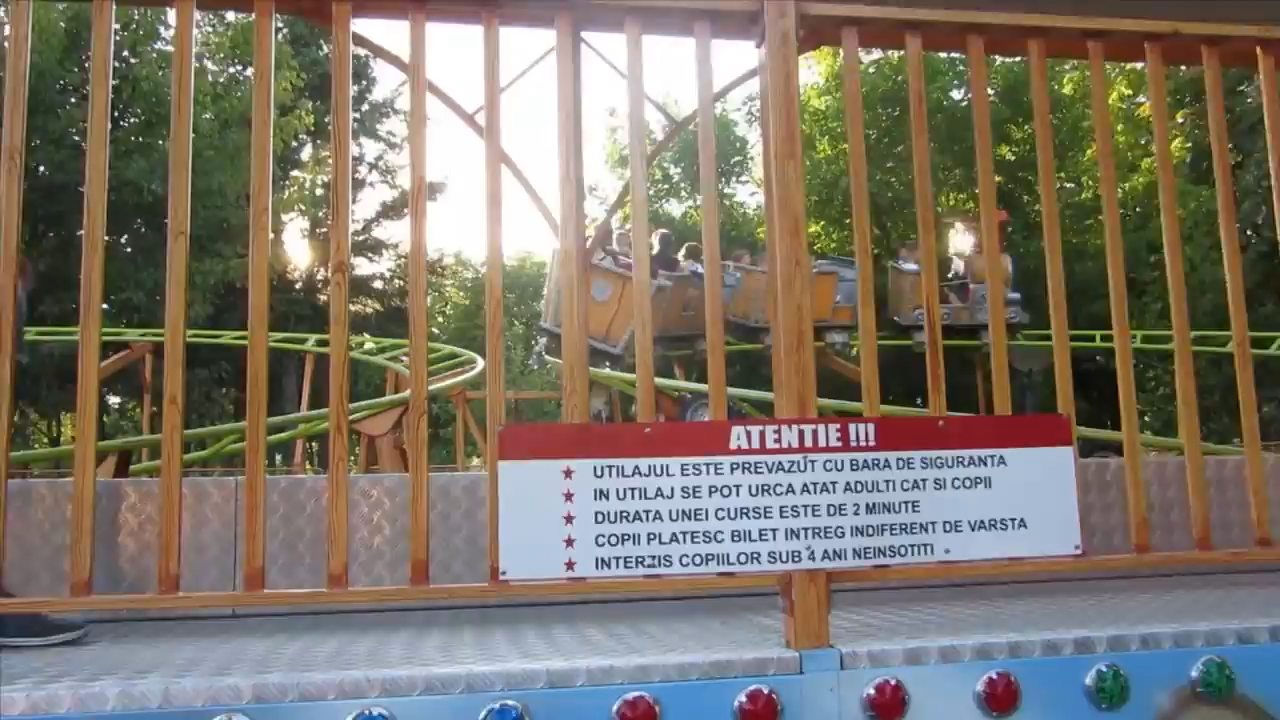 ATENTIE !!!
UTILAJUL ESTE PREVAZUT CU BARA DE SIGURANTA
IN UTILAJ SE POT URCA ATAT ADULTI CAT SI COPII
DURATA UNEI CURSE ESTE DE 2 MINUTE
COPII PLATESC BILET INTREG INDIFERENT DE VARSTA
INTERZIS COPIILOR SUB 4 ANI NEINSOTITI